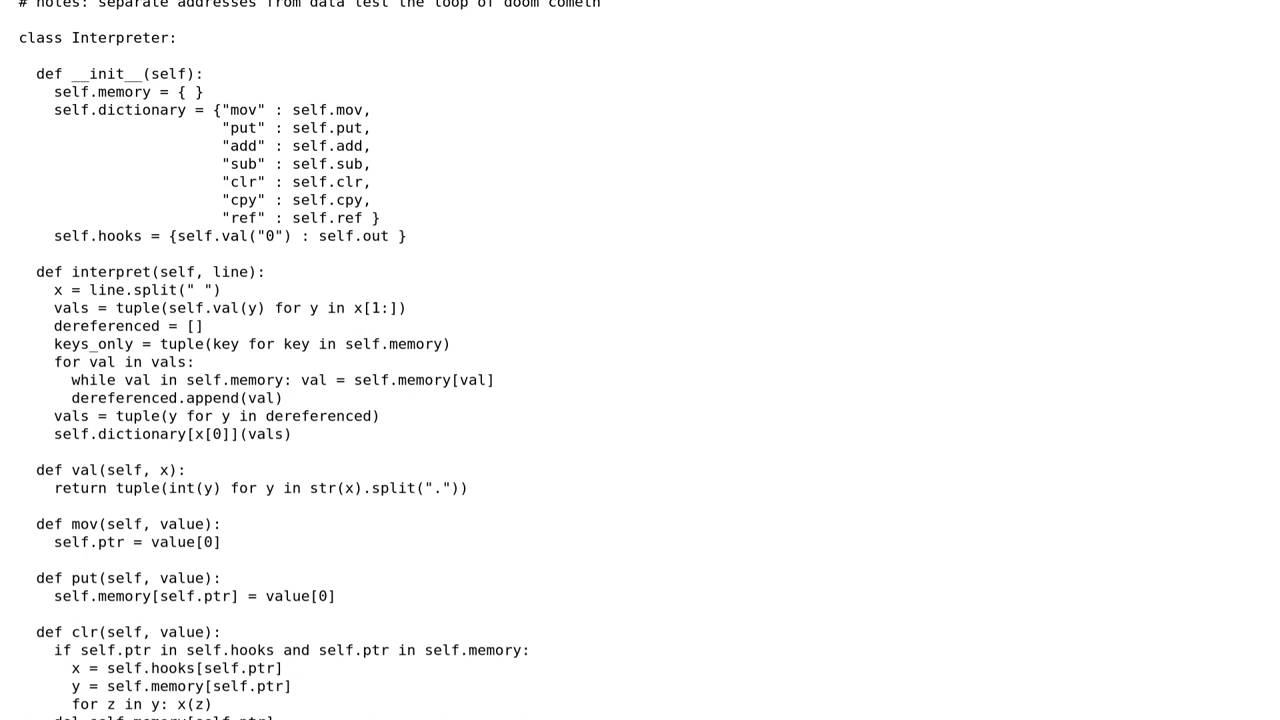 # notes: separate addresses from data lest the loop of doom cometh
class Interpreter:
def __init__(self):
self.memory = { }
self.dictionary = {"mov" : self.mov,
"put" : self.put,
"add" : self.add,
"sub" : self.sub,
"clr" : self.clr,
"cpy" : self.cpy,
"ref" : self.ref }
self.hooks = {self.val("0") : self.out }
def interpret(self, line):
x = line.split(" ")
vals = tuple(self.val(y) for y in x[1:])
dereferenced = []
keys_only = tuple(key for key in self.memory)
for val in vals:
while val in self.memory: val = self.memory[val]
dereferenced.append(val)
vals = tuple(y for y in dereferenced)
self.dictionary[x[0]](vals)
def val(self, x):
return tuple(int(y) for y in str(x).split("."))
def mov(self, value):
self.ptr = value[0]
def put(self, value):
self.memory[self.ptr] = value[0]
def clr(self, value):
if self.ptr in self.hooks and self.ptr in self.memory:
x = self.hooks[self.ptr]
y = self.memory[self.ptr]
for z in y: x(z)
del self.memory[self.ptr]